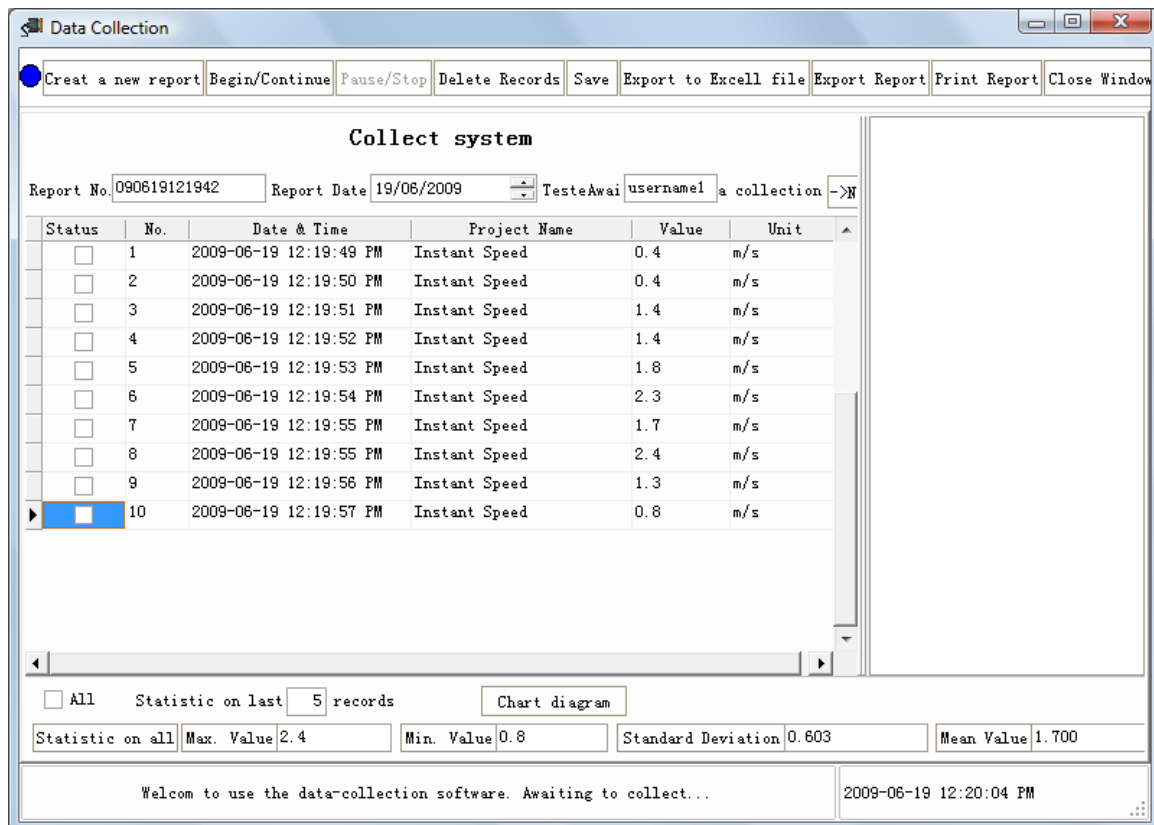 Data Collection
Creat a new report Begin/Continue Pause/Stop Delete Records Save Export to Excell file Export Report Print Report Close Window
Collect system
Report No. 090619121942 Report Date 19/06/2009 TesteAwai username1 a collection ->N
Status No. Date & Time Project Name Value Unit
1 2009-06-19 12:19:49 PM Instant Speed 0.4 m/s
2 2009-06-19 12:19:50 PM Instant Speed 0.4 m/s
3 2009-06-19 12:19:51 PM Instant Speed 1.4 m/s
4 2009-06-19 12:19:52 PM Instant Speed 1.4 m/s
5 2009-06-19 12:19:53 PM Instant Speed 1.8 m/s
6 2009-06-19 12:19:54 PM Instant Speed 2.3 m/s
7 2009-06-19 12:19:55 PM Instant Speed 1.7 m/s
8 2009-06-19 12:19:55 PM Instant Speed 2.4 m/s
9 2009-06-19 12:19:56 PM Instant Speed 1.3 m/s
10 2009-06-19 12:19:57 PM Instant Speed 0.8 m/s
All Statistic on last 5 records Chart diagram
Statistic on all Max. Value 2.4 Min. Value 0.8 Standard Deviation 0.603 Mean Value 1.700
Welcom to use the data-collection software. Awaiting to collect... 2009-06-19 12:20:04 PM